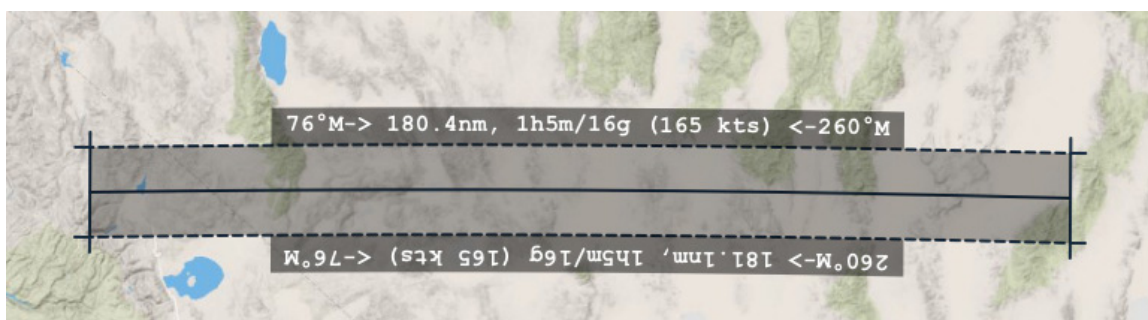 76°M-> 180.4nm, 1h5m/16g (165 kts) <-260°M
260°M-> 181.1nm, 1h5m/16g (165 kts) <-76°M